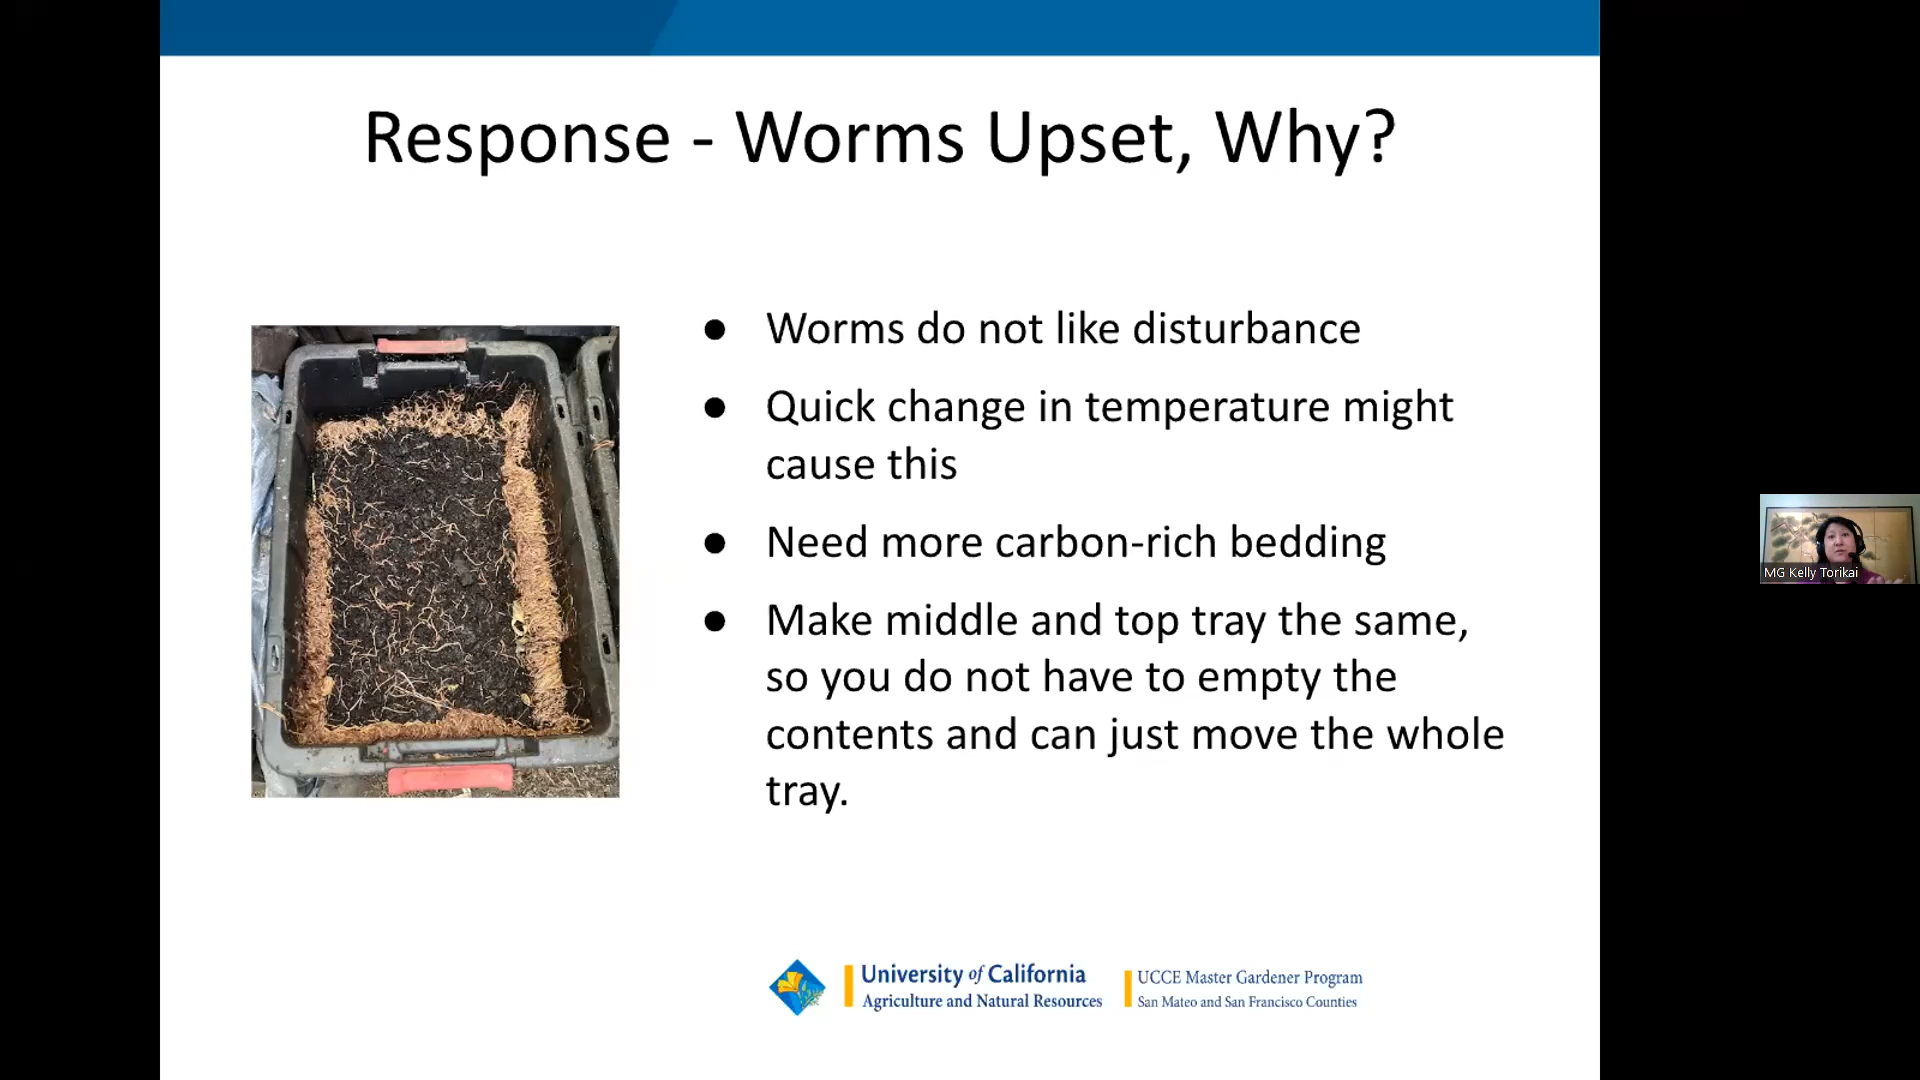 Response - Worms Upset, Why?
● Worms do not like disturbance
● Quick change in temperature might
cause this
● Need more carbon-rich bedding
● Make middle and top tray the same,
so you do not have to empty the
contents and can just move the whole
tray.
MG Kelly Torikai
University of California
Agriculture and Natural Resources
UCCE Master Gardener Program
San Mateo and San Francisco Counties